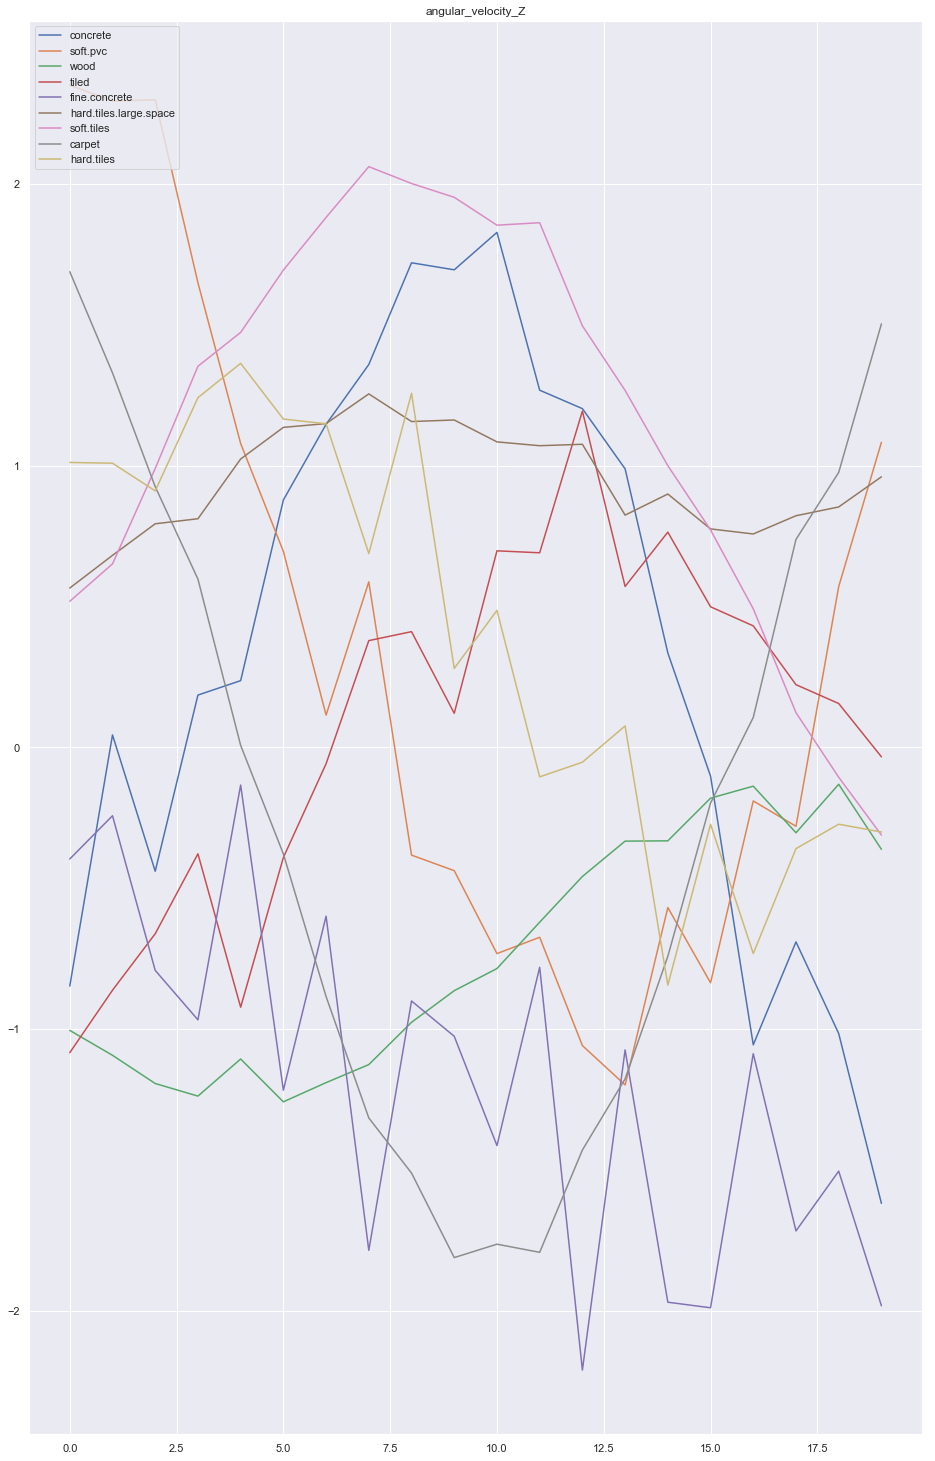 angular_velocity_Z
concrete
soft.pvc
wood
tiled
fine.concrete
hard.tiles.large.space
soft.tiles
carpet
hard.tiles
2
1
0
−1
−2
0.0 2.5 5.0 7.5 10.0 12.5 15.0 17.5